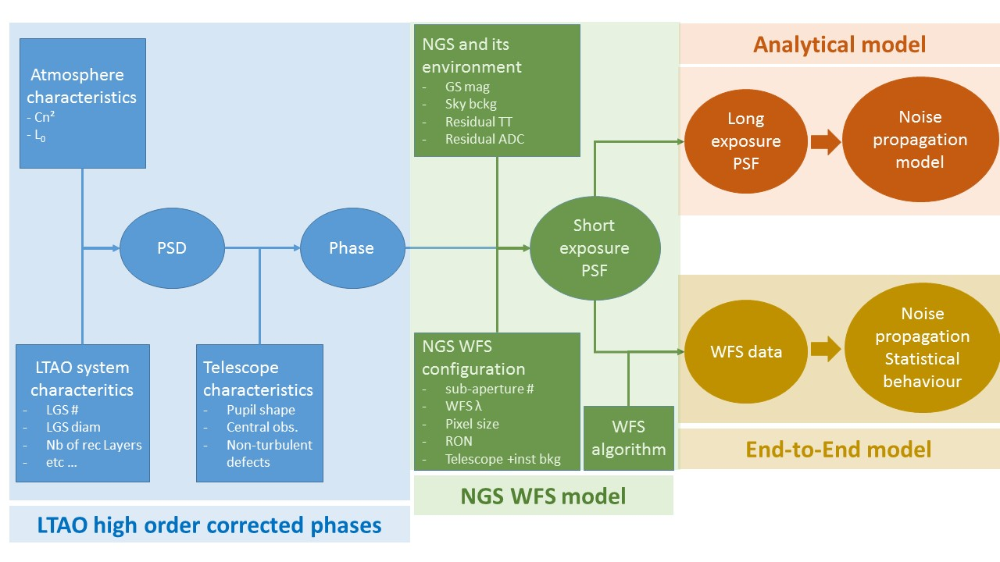 Atmosphere
characteristics
- Cn²
- L₀
PSD
Phase
LTAO system
characteritics
- LGS #
- LGS diam
- Nb of rec Layers
- etc ...
Telescope
characteristics
- Pupil shape
- Central obs.
- Non-turbulent
defects
LTAO high order corrected phases
NGS and its
environment
- GS mag
- Sky bckg
- Residual TT
- Residual ADC
Short
exposure
PSF
NGS WFS
configuration
- sub-aperture #
- WFS λ
- Pixel size
- RON
- Telescope +inst bkg
WFS
algorithm
NGS WFS model
Analytical model
Long
exposure
PSF
Noise
propagation
model
WFS data
Noise
propagation
Statistical
behaviour
End-to-End model